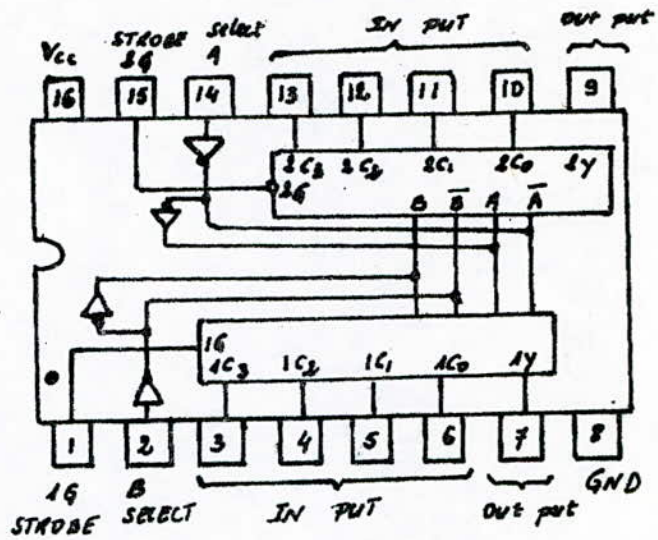 STROBE select IN PUT Out put
Vcc 2G A
16 15 14 13 12 11 10 9
2C3 2C2 2C1 2C0 2Y
2G
B B̅ A A̅
1G
1C3 1C2 1C1 1C0 1Y
1 2 3 4 5 6 7 8
1G B GND
STROBE SELECT IN PUT Out put